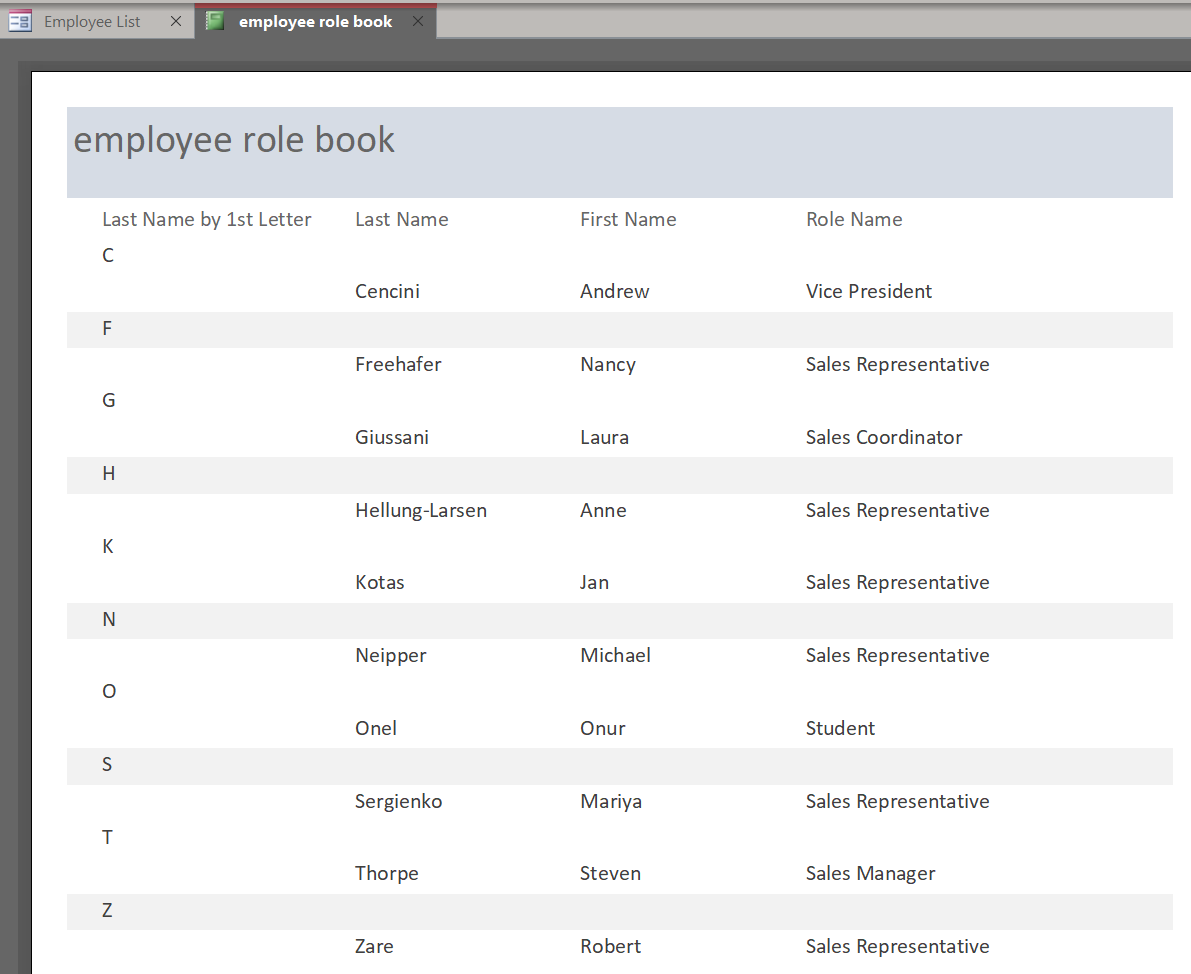 Employee List employee role book
employee role book
Last Name by 1st Letter Last Name First Name Role Name
C
Cencini Andrew Vice President
F
Freehafer Nancy Sales Representative
G
Giussani Laura Sales Coordinator
H
Hellung-Larsen Anne Sales Representative
K
Kotas Jan Sales Representative
N
Neipper Michael Sales Representative
O
Onel Onur Student
S
Sergienko Mariya Sales Representative
T
Thorpe Steven Sales Manager
Z
Zare Robert Sales Representative